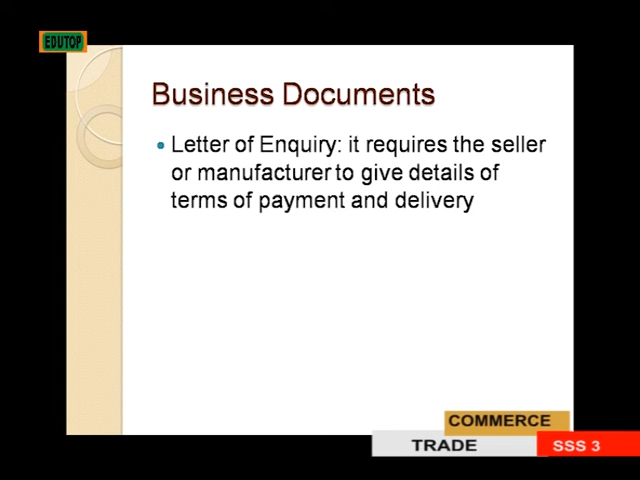 EDUTOP
Business Documents
Letter of Enquiry: it requires the seller
or manufacturer to give details of
terms of payment and delivery
COMMERCE
TRADE
SSS 3